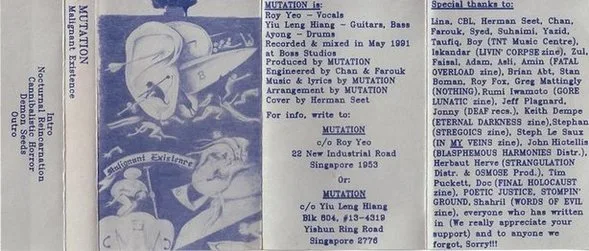 MUTATION
Malignant Existence
Intro
Nocturnal Reincarnation
Cannibalistic Horror
Demon Seeds
Outro
Malignant Existence
MUTATION is:
Roy Yeo - Vocals
Yiu Leng Hiang - Guitars, Bass
Ayong - Drums
Recorded & mixed in May 1991
at Boss Studios
Produced by MUTATION
Engineered by Chan & Farouk
Music & lyrics by MUTATION
Arrangement by MUTATION
Cover by Herman Seet
For info, write to:
MUTATION
c/o Roy Yeo
22 New Industrial Road
Singapore 1953
Or:
MUTATION
c/o Yiu Leng Hiang
Blk 604, #13-4319
Yishun Ring Road
Singapore 2776
Special thanks to:
Lina, CBL, Herman Seet, Chan,
Farouk, Syed, Suhaimi, Yazid,
Taufiq, Boy (TNT Music Centre),
Iskandar (LIVIN' CORPSE zine), Zul,
Faisal, Adam, Asli, Amin (FATAL
OVERLOAD zine), Brian Abt, Stan
Boman, Roy Fox, Greg Mattingly
(NOTHING), Rumi Iwamoto (GORE
LUNATIC zine), Jeff Plagnard,
Jonny (DEAF recs.), Keith Dempe
(ETERNAL DARKNESS zine),Stephan
(STREGOICS zine), Steph Le Saux
(IN MY VEINS zine), John Hiotellis
(BLASPHEMOUS HARMONIES Distr.),
Herbaut Herve (STRANGULATION
Distr. & OSMOSE Prod.), Tim
Puckett, Doc (FINAL HOLOCAUST
zine), POETIC JUSTICE, STOMPIN'
GROUND, Shahril (WORDS OF EVIL
zine), everyone who has written
in (We really appreciate your
support) and to anyone we
forgot, Sorry!!!